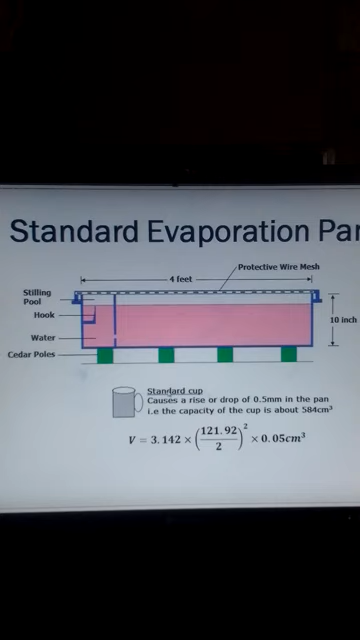 Standard Evaporation Pan
Protective Wire Mesh
4 feet
Stilling
Pool
Hook
10 inch
Water
Cedar Poles
Standard cup
Causes a rise or drop of 0.5mm in the pan
i.e the capacity of the cup is about 584cm³
V = 3.142 × (121.92/2)² × 0.05cm³